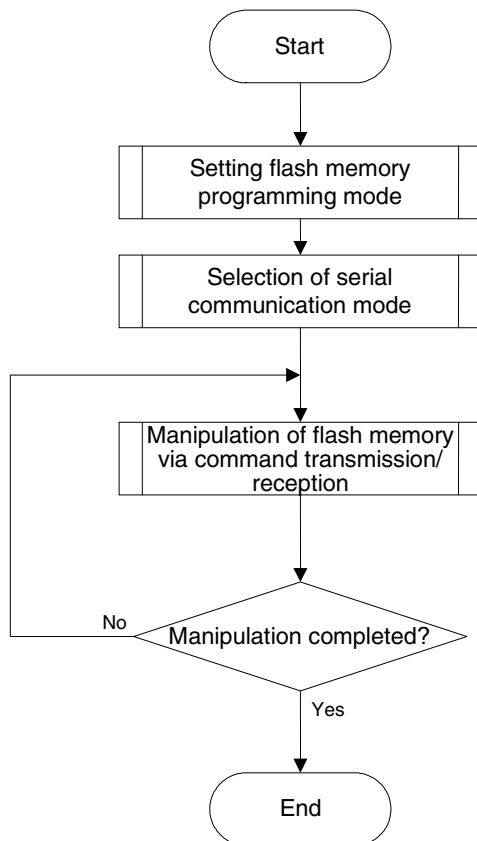 Start
Setting flash memory
programming mode
Selection of serial
communication mode
Manipulation of flash memory
via command transmission/
reception
No
Manipulation completed?
Yes
End